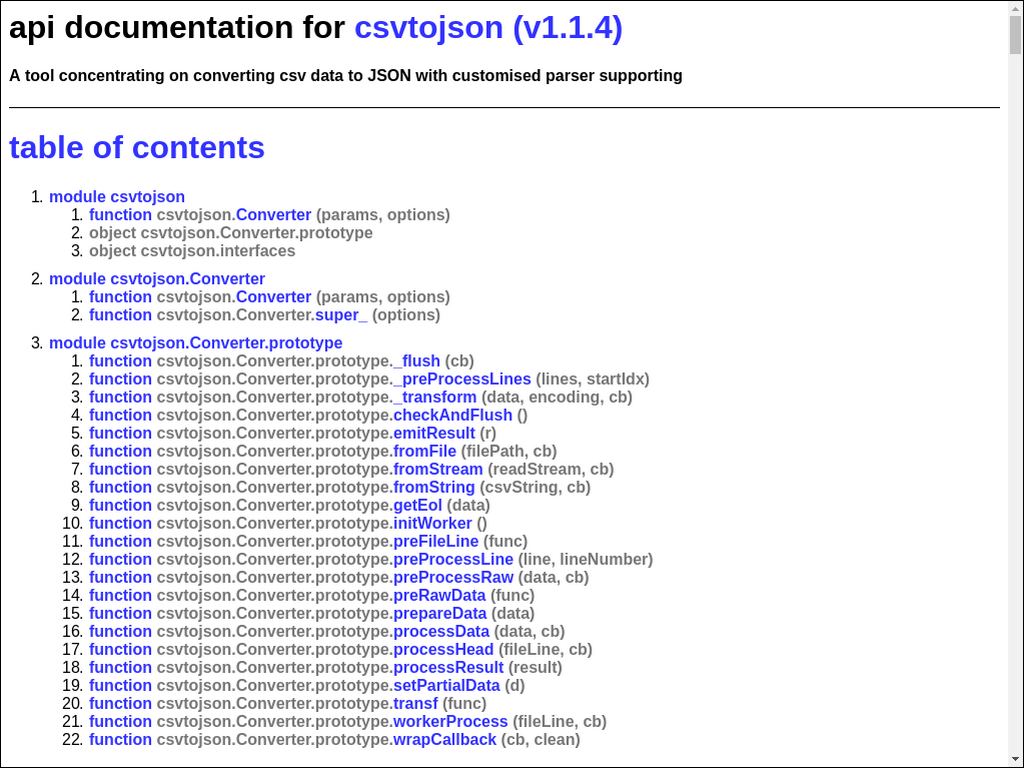 api documentation for csvtojson (v1.1.4)
A tool concentrating on converting csv data to JSON with customised parser supporting
table of contents
1. module csvtojson
1. function csvtojson.Converter (params, options)
2. object csvtojson.Converter.prototype
3. object csvtojson.interfaces
2. module csvtojson.Converter
1. function csvtojson.Converter (params, options)
2. function csvtojson.Converter.super_ (options)
3. module csvtojson.Converter.prototype
1. function csvtojson.Converter.prototype._flush (cb)
2. function csvtojson.Converter.prototype._preProcessLines (lines, startIdx)
3. function csvtojson.Converter.prototype._transform (data, encoding, cb)
4. function csvtojson.Converter.prototype.checkAndFlush ()
5. function csvtojson.Converter.prototype.emitResult (r)
6. function csvtojson.Converter.prototype.fromFile (filePath, cb)
7. function csvtojson.Converter.prototype.fromStream (readStream, cb)
8. function csvtojson.Converter.prototype.fromString (csvString, cb)
9. function csvtojson.Converter.prototype.getEol (data)
10. function csvtojson.Converter.prototype.initWorker ()
11. function csvtojson.Converter.prototype.preFileLine (func)
12. function csvtojson.Converter.prototype.preProcessLine (line, lineNumber)
13. function csvtojson.Converter.prototype.preProcessRaw (data, cb)
14. function csvtojson.Converter.prototype.preRawData (func)
15. function csvtojson.Converter.prototype.prepareData (data)
16. function csvtojson.Converter.prototype.processData (data, cb)
17. function csvtojson.Converter.prototype.processHead (fileLine, cb)
18. function csvtojson.Converter.prototype.processResult (result)
19. function csvtojson.Converter.prototype.setPartialData (d)
20. function csvtojson.Converter.prototype.transf (func)
21. function csvtojson.Converter.prototype.workerProcess (fileLine, cb)
22. function csvtojson.Converter.prototype.wrapCallback (cb, clean)